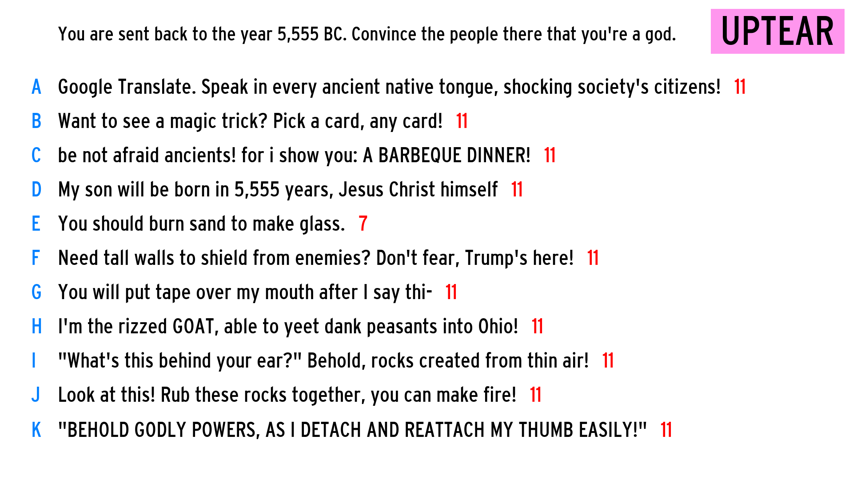 You are sent back to the year 5,555 BC. Convince the people there that you're a god.
UPTEAR
A Google Translate. Speak in every ancient native tongue, shocking society's citizens! 11
B Want to see a magic trick? Pick a card, any card! 11
C be not afraid ancients! for i show you: A BARBEQUE DINNER! 11
D My son will be born in 5,555 years, Jesus Christ himself 11
E You should burn sand to make glass. 7
F Need tall walls to shield from enemies? Don't fear, Trump's here! 11
G You will put tape over my mouth after I say thi- 11
H I'm the rizzed GOAT, able to yeet dank peasants into Ohio! 11
I "What's this behind your ear?" Behold, rocks created from thin air! 11
J Look at this! Rub these rocks together, you can make fire! 11
K "BEHOLD GODLY POWERS, AS I DETACH AND REATTACH MY THUMB EASILY!" 11